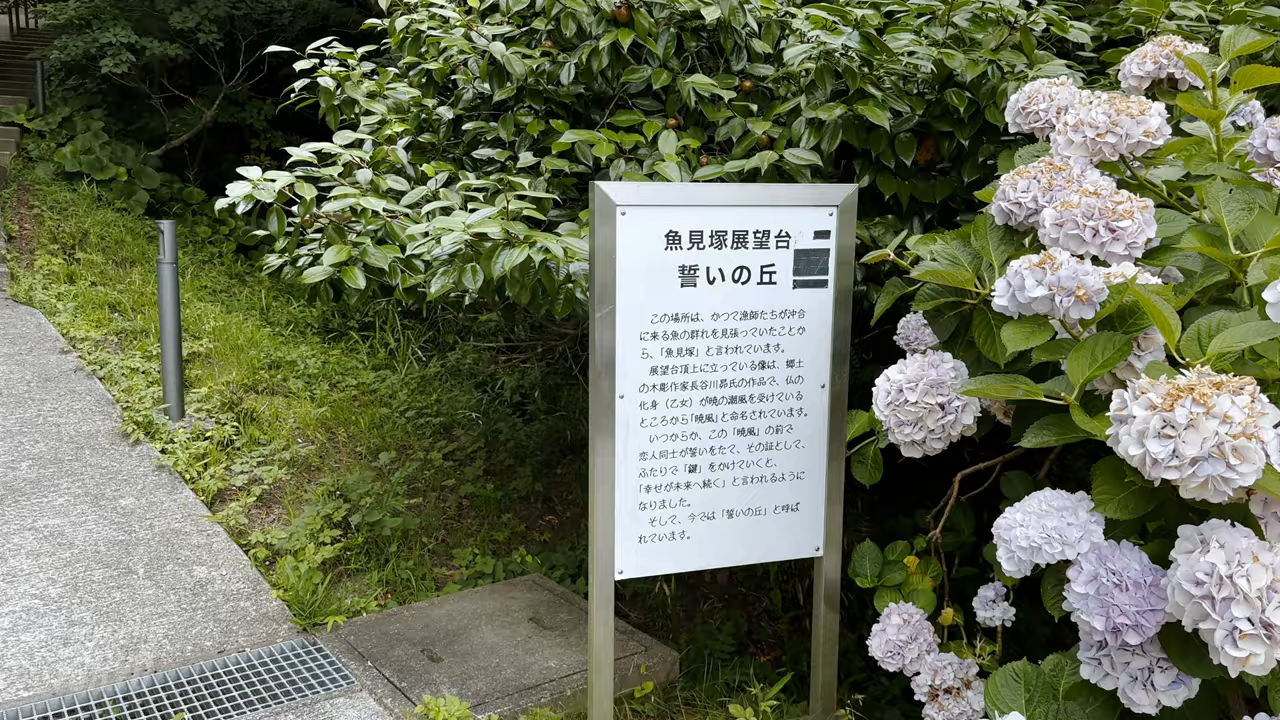 魚見塚展望台
誓いの丘
この場所は、かつて漁師たちが沖合
に来る魚の群れを見張っていたことか
ら、「魚見塚」と言われています。
展望台頂上に立っている像は、郷土
の木彫作家長谷川昴氏の作品で、仏の
化身（乙女）が暁の潮風を受けている
ところから「暁風」と命名されています。
いつからか、この「暁風」の前で
恋人同士が誓いをたて、その証として、
ふたりで「鍵」をかけていくと、
「幸せが未来へ続く」と言われるように
なりました。
そして、今では「誓いの丘」と呼ば
れています。